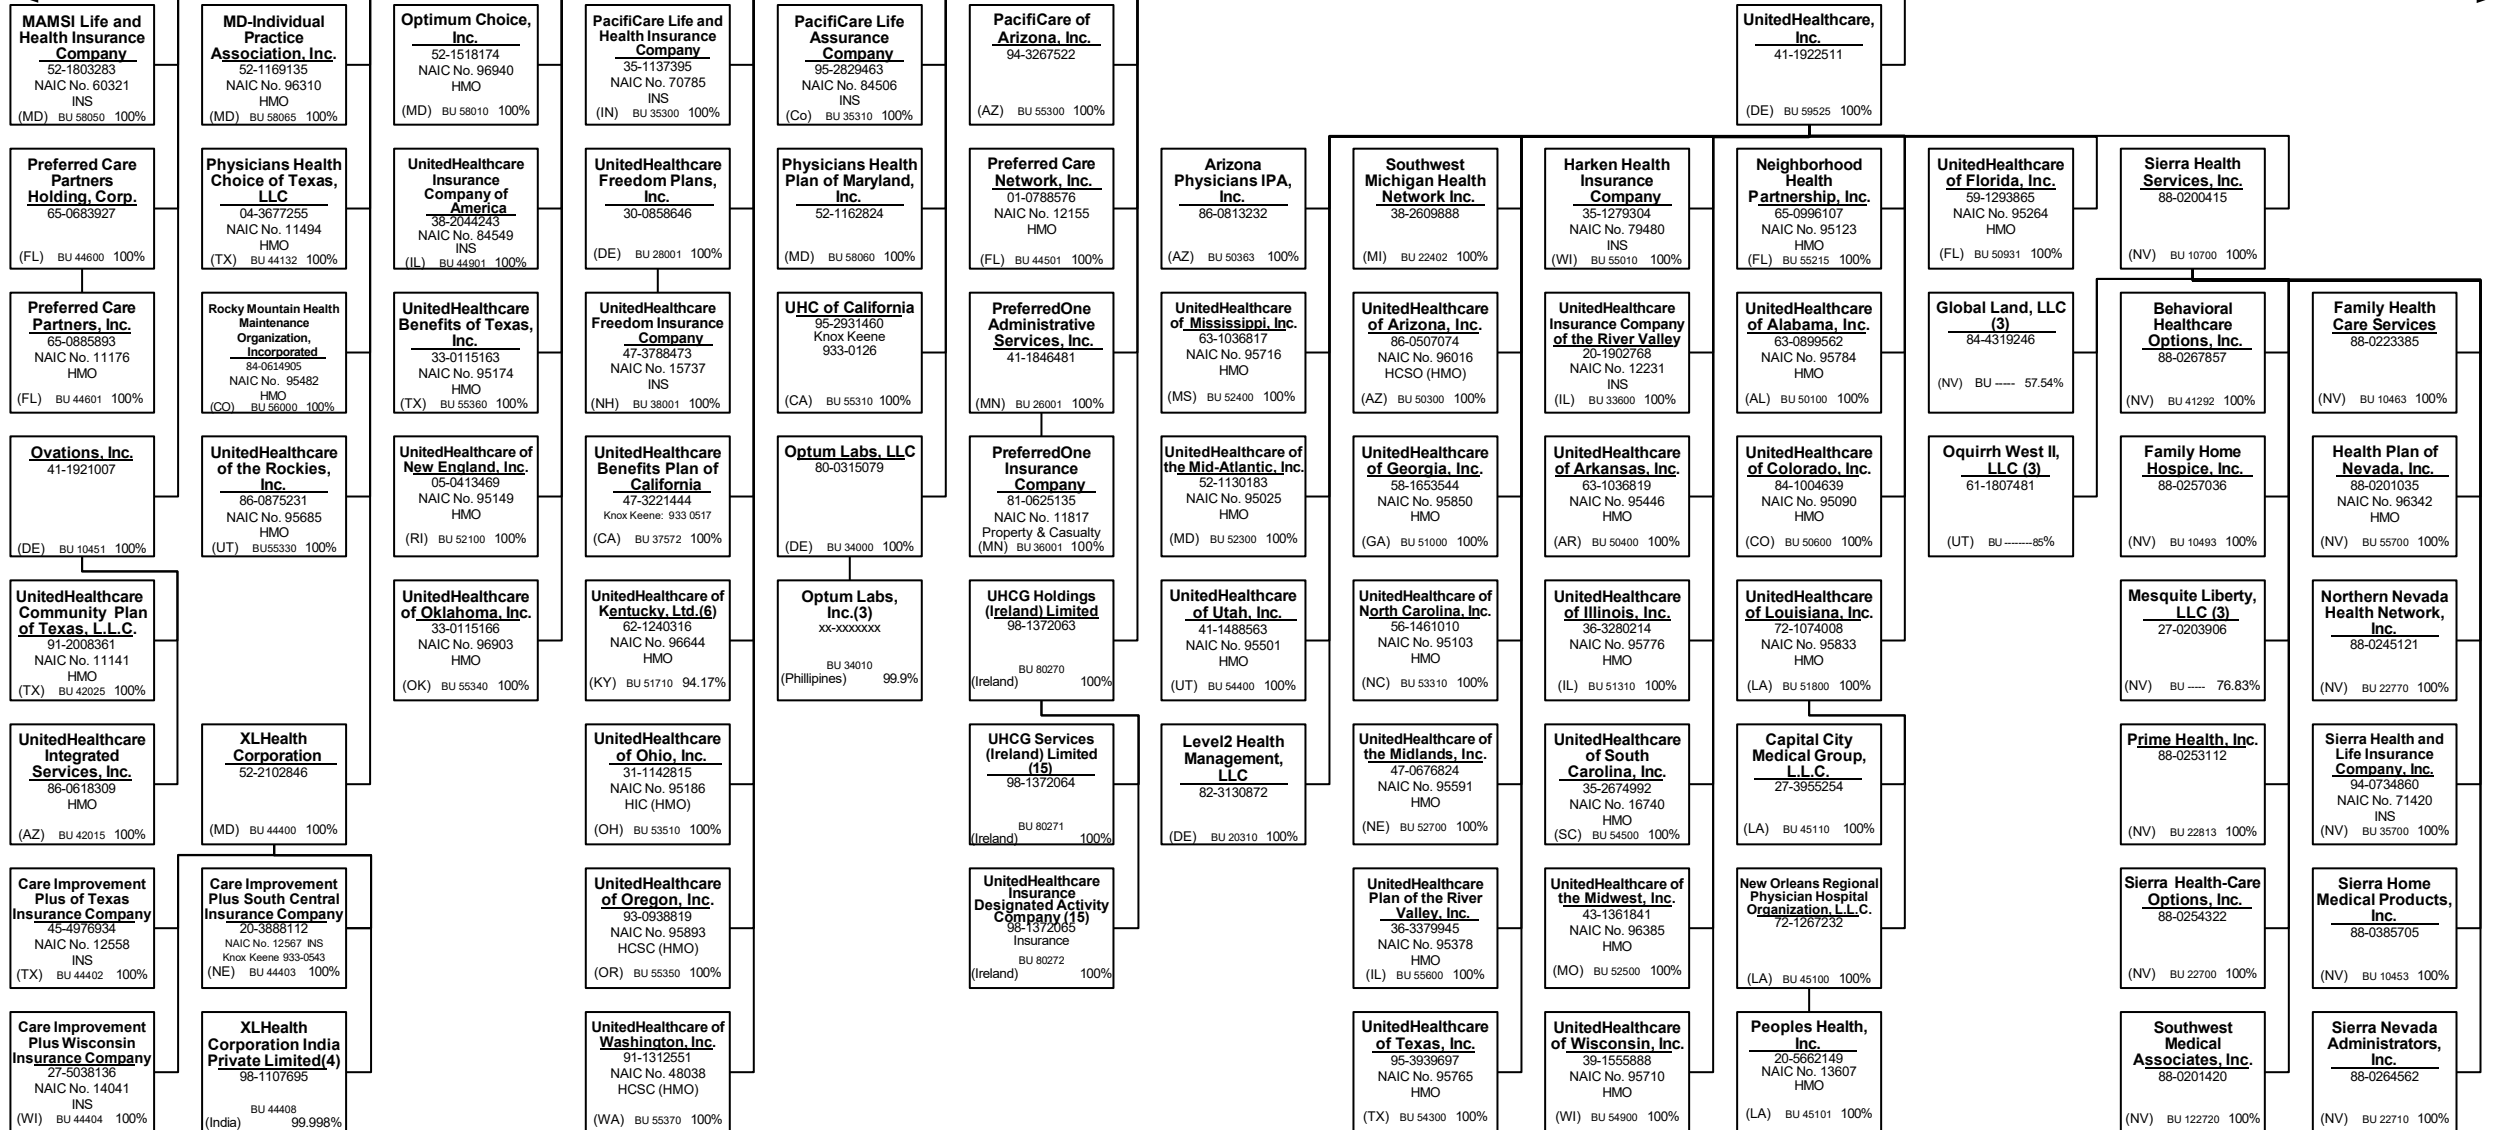 MAMSI Life and
Health Insurance
Company
52-1803283
NAIC No. 60321
INS
(MD) BU 58050 100%
MD-Individual
Practice
Association, Inc.
52-1169135
NAIC No. 96310
HMO
(MD) BU 58065 100%
Optimum Choice,
Inc.
52-1518174
NAIC No. 96940
HMO
(MD) BU 58010 100%
PacifiCare Life and
Health Insurance
Company
35-1137395
NAIC No. 70785
INS
(IN) BU 35300 100%
PacifiCare Life
Assurance
Company
95-2829463
NAIC No. 84506
INS
(Co) BU 35310 100%
PacifiCare of
Arizona, Inc.
94-3267522
(AZ) BU 55300 100%
UnitedHealthcare,
Inc.
41-1922511
(DE) BU 59525 100%
Preferred Care
Partners
Holding, Corp.
65-0683927
(FL) BU 44600 100%
Physicians Health
Choice of Texas,
LLC
04-3677255
NAIC No. 11494
HMO
(TX) BU 44132 100%
UnitedHealthcare
Insurance
Company of
America
38-2044243
NAIC No. 84549
INS
(IL) BU 44901 100%
UnitedHealthcare
Freedom Plans,
Inc.
30-0858646
(DE) BU 28001 100%
Physicians Health
Plan of Maryland,
Inc.
52-1162824
(MD) BU 58060 100%
Preferred Care
Network, Inc.
01-0788576
NAIC No. 12155
HMO
(FL) BU 44501 100%
Arizona
Physicians IPA,
Inc.
86-0813232
(AZ) BU 50363 100%
Southwest
Michigan Health
Network Inc.
38-2609888
(MI) BU 22402 100%
Harken Health
Insurance
Company
35-1279304
NAIC No. 79480
INS
(WI) BU 55010 100%
Neighborhood
Health
Partnership, Inc.
65-0996107
NAIC No. 95123
HMO
(FL) BU 55215 100%
UnitedHealthcare
of Florida, Inc.
59-1293865
NAIC No. 95264
HMO
(FL) BU 50931 100%
Sierra Health
Services, Inc.
88-0200415
(NV) BU 10700 100%
Preferred Care
Partners, Inc.
65-0885893
NAIC No. 11176
HMO
(FL) BU 44601 100%
Rocky Mountain Health
Maintenance
Organization,
Incorporated
84-0614905
NAIC No. 95482
HMO
(CO) BU 56000 100%
UnitedHealthcare
Benefits of Texas,
Inc.
33-0115163
NAIC No. 95174
HMO
(TX) BU 55360 100%
UnitedHealthcare
Freedom Insurance
Company
47-3788473
NAIC No. 15737
INS
(NH) BU 38001 100%
UHC of California
95-2931460
Knox Keene
933-0126
(CA) BU 55310 100%
PreferredOne
Administrative
Services, Inc.
41-1846481
(MN) BU 26001 100%
UnitedHealthcare
of Mississippi, Inc.
63-1036817
NAIC No. 95716
HMO
(MS) BU 52400 100%
UnitedHealthcare
of Arizona, Inc.
86-0507074
NAIC No. 96016
HCSO (HMO)
(AZ) BU 50300 100%
UnitedHealthcare
Insurance Company
of the River Valley
20-1902768
NAIC No. 12231
INS
(IL) BU 33600 100%
UnitedHealthcare
of Alabama, Inc.
63-0899562
NAIC No. 95784
HMO
(AL) BU 50100 100%
Global Land, LLC
(3)
84-4319246
(NV) BU ----- 57.54%
Behavioral
Healthcare
Options, Inc.
88-0267857
(NV) BU 41292 100%
Family Health
Care Services
88-0223385
(NV) BU 10463 100%
Ovations, Inc.
41-1921007
(DE) BU 10451 100%
UnitedHealthcare
of the Rockies,
Inc.
86-0875231
NAIC No. 95685
HMO
(UT) BU55330 100%
UnitedHealthcare of
New England, Inc.
05-0413469
NAIC No. 95149
HMO
(RI) BU 52100 100%
UnitedHealthcare
Benefits Plan of
California
47-3221444
Knox Keene: 933 0517
(CA) BU 37572 100%
Optum Labs, LLC
80-0315079
(DE) BU 34000 100%
PreferredOne
Insurance
Company
81-0625135
NAIC No. 11817
Property & Casualty
(MN) BU 36001 100%
UnitedHealthcare of
the Mid-Atlantic, Inc.
52-1130183
NAIC No. 95025
HMO
(MD) BU 52300 100%
UnitedHealthcare
of Georgia, Inc.
58-1653544
NAIC No. 95850
HMO
(GA) BU 51000 100%
UnitedHealthcare
of Arkansas, Inc.
63-1036819
NAIC No. 95446
HMO
(AR) BU 50400 100%
UnitedHealthcare
of Colorado, Inc.
84-1004639
NAIC No. 95090
HMO
(CO) BU 50600 100%
Oquirrh West II,
LLC (3)
61-1807481
(UT) BU --------85%
Family Home
Hospice, Inc.
88-0257036
(NV) BU 10493 100%
Health Plan of
Nevada, Inc.
88-0201035
NAIC No. 96342
HMO
(NV) BU 55700 100%
UnitedHealthcare
Community Plan
of Texas, L.L.C.
91-2008361
NAIC No. 11141
HMO
(TX) BU 42025 100%
UnitedHealthcare
of Oklahoma, Inc.
33-0115166
NAIC No. 96903
HMO
(OK) BU 55340 100%
UnitedHealthcare of
Kentucky, Ltd.(6)
62-1240316
NAIC No. 96644
HMO
(KY) BU 51710 94.17%
Optum Labs,
Inc.(3)
xx-xxxxxxx
BU 34010
(Phillipines) 99.9%
UHCG Holdings
(Ireland) Limited
98-1372063
BU 80270
(Ireland) 100%
UnitedHealthcare
of Utah, Inc.
41-1488563
NAIC No. 95501
HMO
(UT) BU 54400 100%
UnitedHealthcare of
North Carolina, Inc.
56-1461010
NAIC No. 95103
HMO
(NC) BU 53310 100%
UnitedHealthcare
of Illinois, Inc.
36-3280214
NAIC No. 95776
HMO
(IL) BU 51310 100%
UnitedHealthcare
of Louisiana, Inc.
72-1074008
NAIC No. 95833
HMO
(LA) BU 51800 100%
Mesquite Liberty,
LLC (3)
27-0203906
(NV) BU ----- 76.83%
Northern Nevada
Health Network,
Inc.
88-0245121
(NV) BU 22770 100%
UnitedHealthcare
Integrated
Services, Inc.
86-0618309
HMO
(AZ) BU 42015 100%
XLHealth
Corporation
52-2102846
(MD) BU 44400 100%
UnitedHealthcare
of Ohio, Inc.
31-1142815
NAIC No. 95186
HIC (HMO)
(OH) BU 53510 100%
UHCG Services
(Ireland) Limited
(15)
98-1372064
BU 80271
(Ireland) 100%
Level2 Health
Management,
LLC
82-3130872
(DE) BU 20310 100%
UnitedHealthcare of
the Midlands, Inc.
47-0676824
NAIC No. 95591
HMO
(NE) BU 52700 100%
UnitedHealthcare
of South
Carolina, Inc.
35-2674992
NAIC No. 16740
HMO
(SC) BU 54500 100%
Capital City
Medical Group,
L.L.C.
27-3955254
(LA) BU 45110 100%
Prime Health, Inc.
88-0253112
(NV) BU 22813 100%
Sierra Health and
Life Insurance
Company, Inc.
94-0734860
NAIC No. 71420
INS
(NV) BU 35700 100%
Care Improvement
Plus of Texas
Insurance Company
45-4976934
NAIC No. 12558
INS
(TX) BU 44402 100%
Care Improvement
Plus South Central
Insurance Company
20-3888112
NAIC No. 12567 INS
Knox Keene 933-0543
(NE) BU 44403 100%
UnitedHealthcare
of Oregon, Inc.
93-0938819
NAIC No. 95893
HCSC (HMO)
(OR) BU 55350 100%
UnitedHealthcare
Insurance
Designated Activity
Company (15)
98-1372065
Insurance
BU 80272
(Ireland) 100%
UnitedHealthcare
Plan of the River
Valley, Inc.
36-3379945
NAIC No. 95378
HMO
(IL) BU 55600 100%
UnitedHealthcare of
the Midwest, Inc.
43-1361841
NAIC No. 96385
HMO
(MO) BU 52500 100%
New Orleans Regional
Physician Hospital
Organization, L.L.C.
72-1267232
(LA) BU 45100 100%
Sierra Health-Care
Options, Inc.
88-0254322
(NV) BU 22700 100%
Sierra Home
Medical Products,
Inc.
88-0385705
(NV) BU 10453 100%
Care Improvement
Plus Wisconsin
Insurance Company
27-5038136
NAIC No. 14041
INS
(WI) BU 44404 100%
XLHealth
Corporation India
Private Limited(4)
98-1107695
BU 44408
(India) 99.998%
UnitedHealthcare of
Washington, Inc.
91-1312551
NAIC No. 48038
HCSC (HMO)
(WA) BU 55370 100%
UnitedHealthcare
of Texas, Inc.
95-3939697
NAIC No. 95765
HMO
(TX) BU 54300 100%
UnitedHealthcare
of Wisconsin, Inc.
39-1555888
NAIC No. 95710
HMO
(WI) BU 54900 100%
Peoples Health,
Inc.
20-5662149
NAIC No. 13607
HMO
(LA) BU 45101 100%
Southwest
Medical
Associates, Inc.
88-0201420
(NV) BU 122720 100%
Sierra Nevada
Administrators,
Inc.
88-0264562
(NV) BU 22710 100%